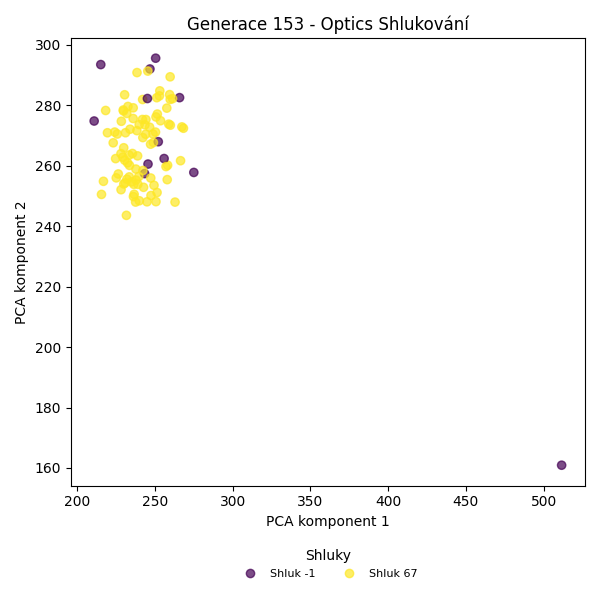 Generace 153 - Optics Shlukování
300
280
260
240
220
200
180
160
PCA komponent 2
200 250 300 350 400 450 500
PCA komponent 1
Shluky
Shluk -1 Shluk 67